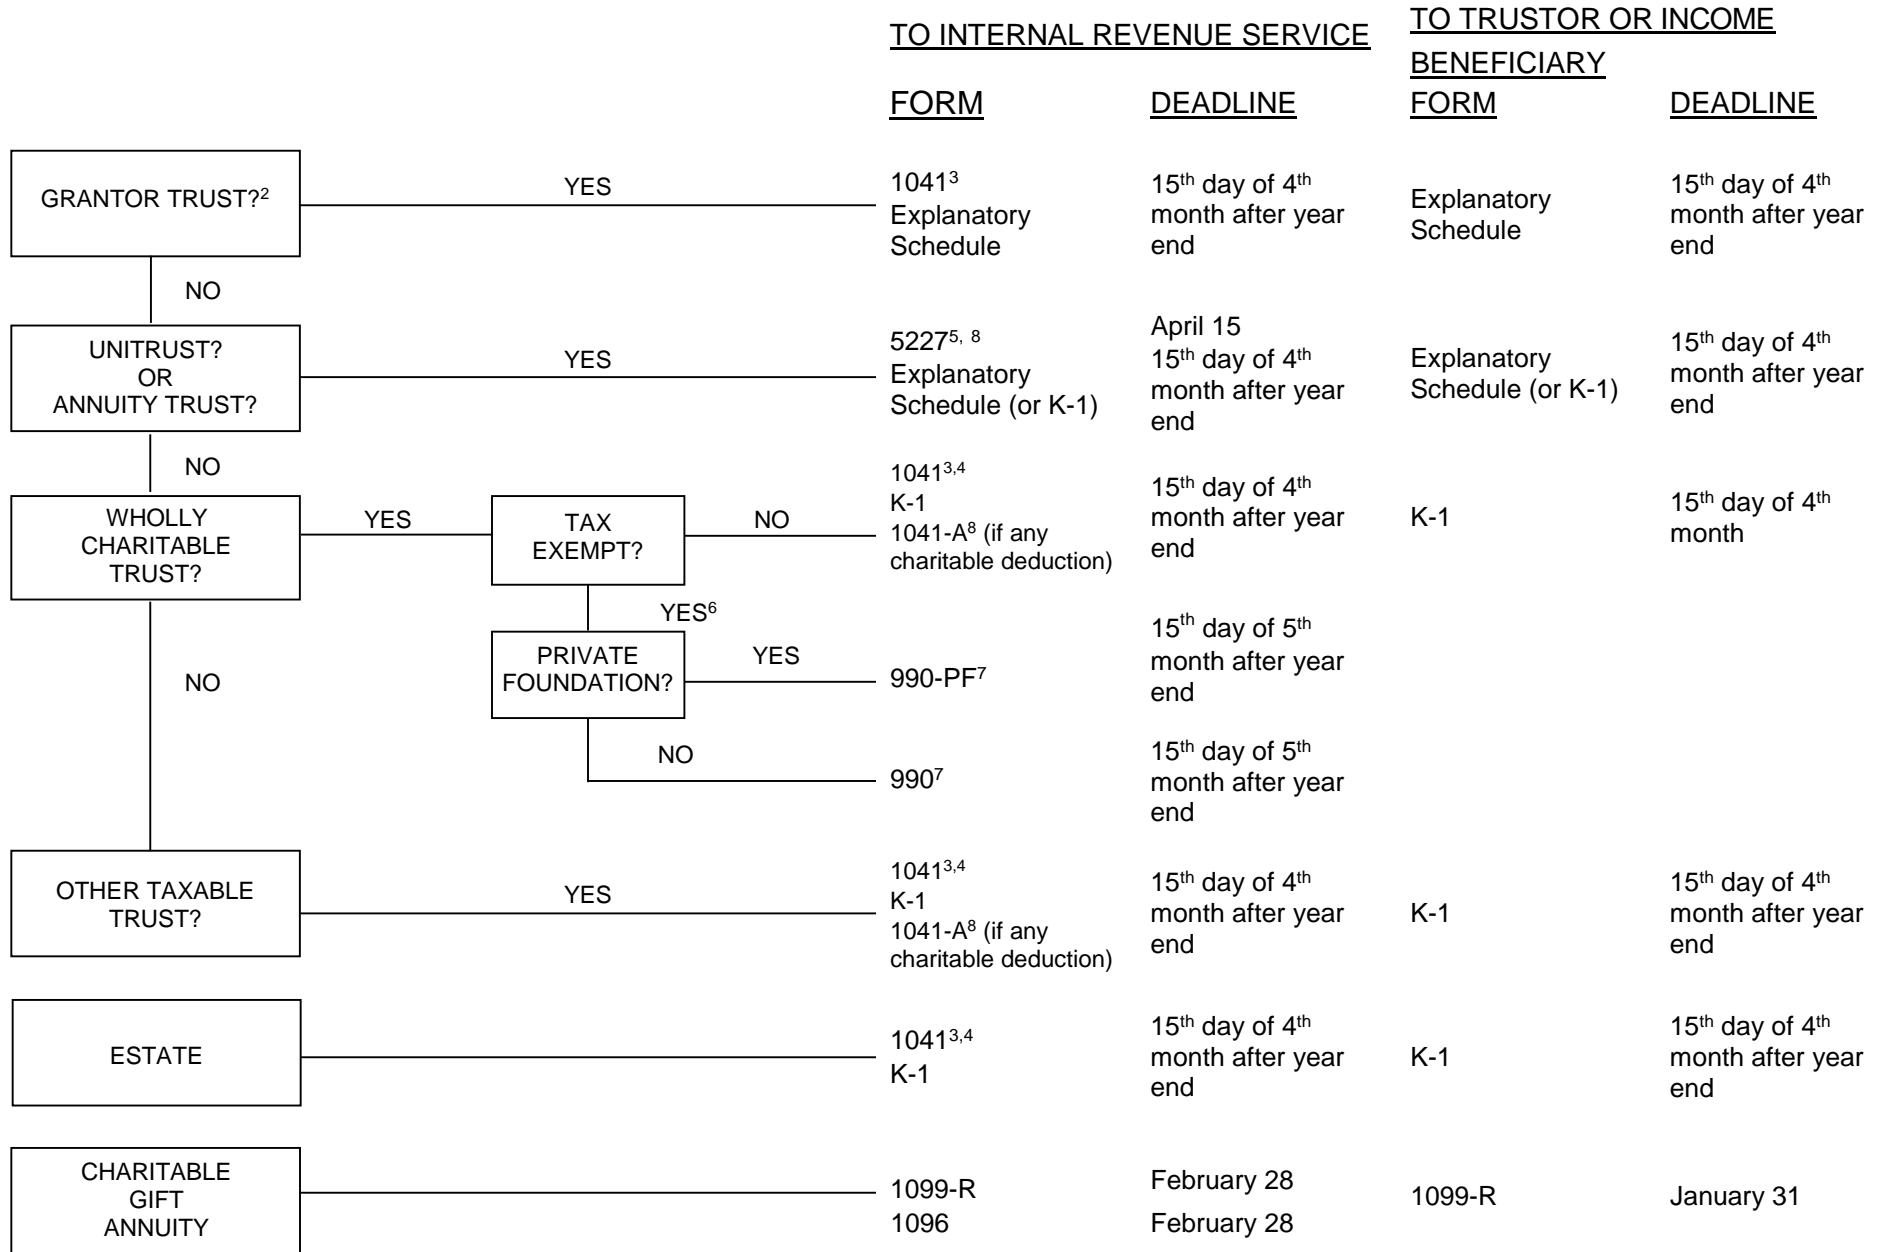 TO INTERNAL REVENUE SERVICE
TO TRUSTOR OR INCOME
BENEFICIARY
FORM
DEADLINE
FORM
DEADLINE
GRANTOR TRUST?2
YES
10413
Explanatory
Schedule
15th day of 4th
month after year
end
Explanatory
Schedule
15th day of 4th
month after year
end
NO
UNITRUST?
OR
ANNUITY TRUST?
YES
52275, 8
Explanatory
Schedule (or K-1)
April 15
15th day of 4th
month after year
end
Explanatory
Schedule (or K-1)
15th day of 4th
month after year
end
NO
WHOLLY
CHARITABLE
TRUST?
YES
TAX
EXEMPT?
NO
10413,4
K-1
1041-A8 (if any
charitable deduction)
15th day of 4th
month after year
end
K-1
15th day of 4th
month
YES6
PRIVATE
FOUNDATION?
YES
990-PF7
15th day of 5th
month after year
end
NO
NO
9907
15th day of 5th
month after year
end
OTHER TAXABLE
TRUST?
YES
10413,4
K-1
1041-A8 (if any
charitable deduction)
15th day of 4th
month after year
end
K-1
15th day of 4th
month after year
end
ESTATE
10413,4
K-1
15th day of 4th
month after year
end
K-1
15th day of 4th
month after year
end
CHARITABLE
GIFT
ANNUITY
1099-R
1096
February 28
February 28
1099-R
January 31